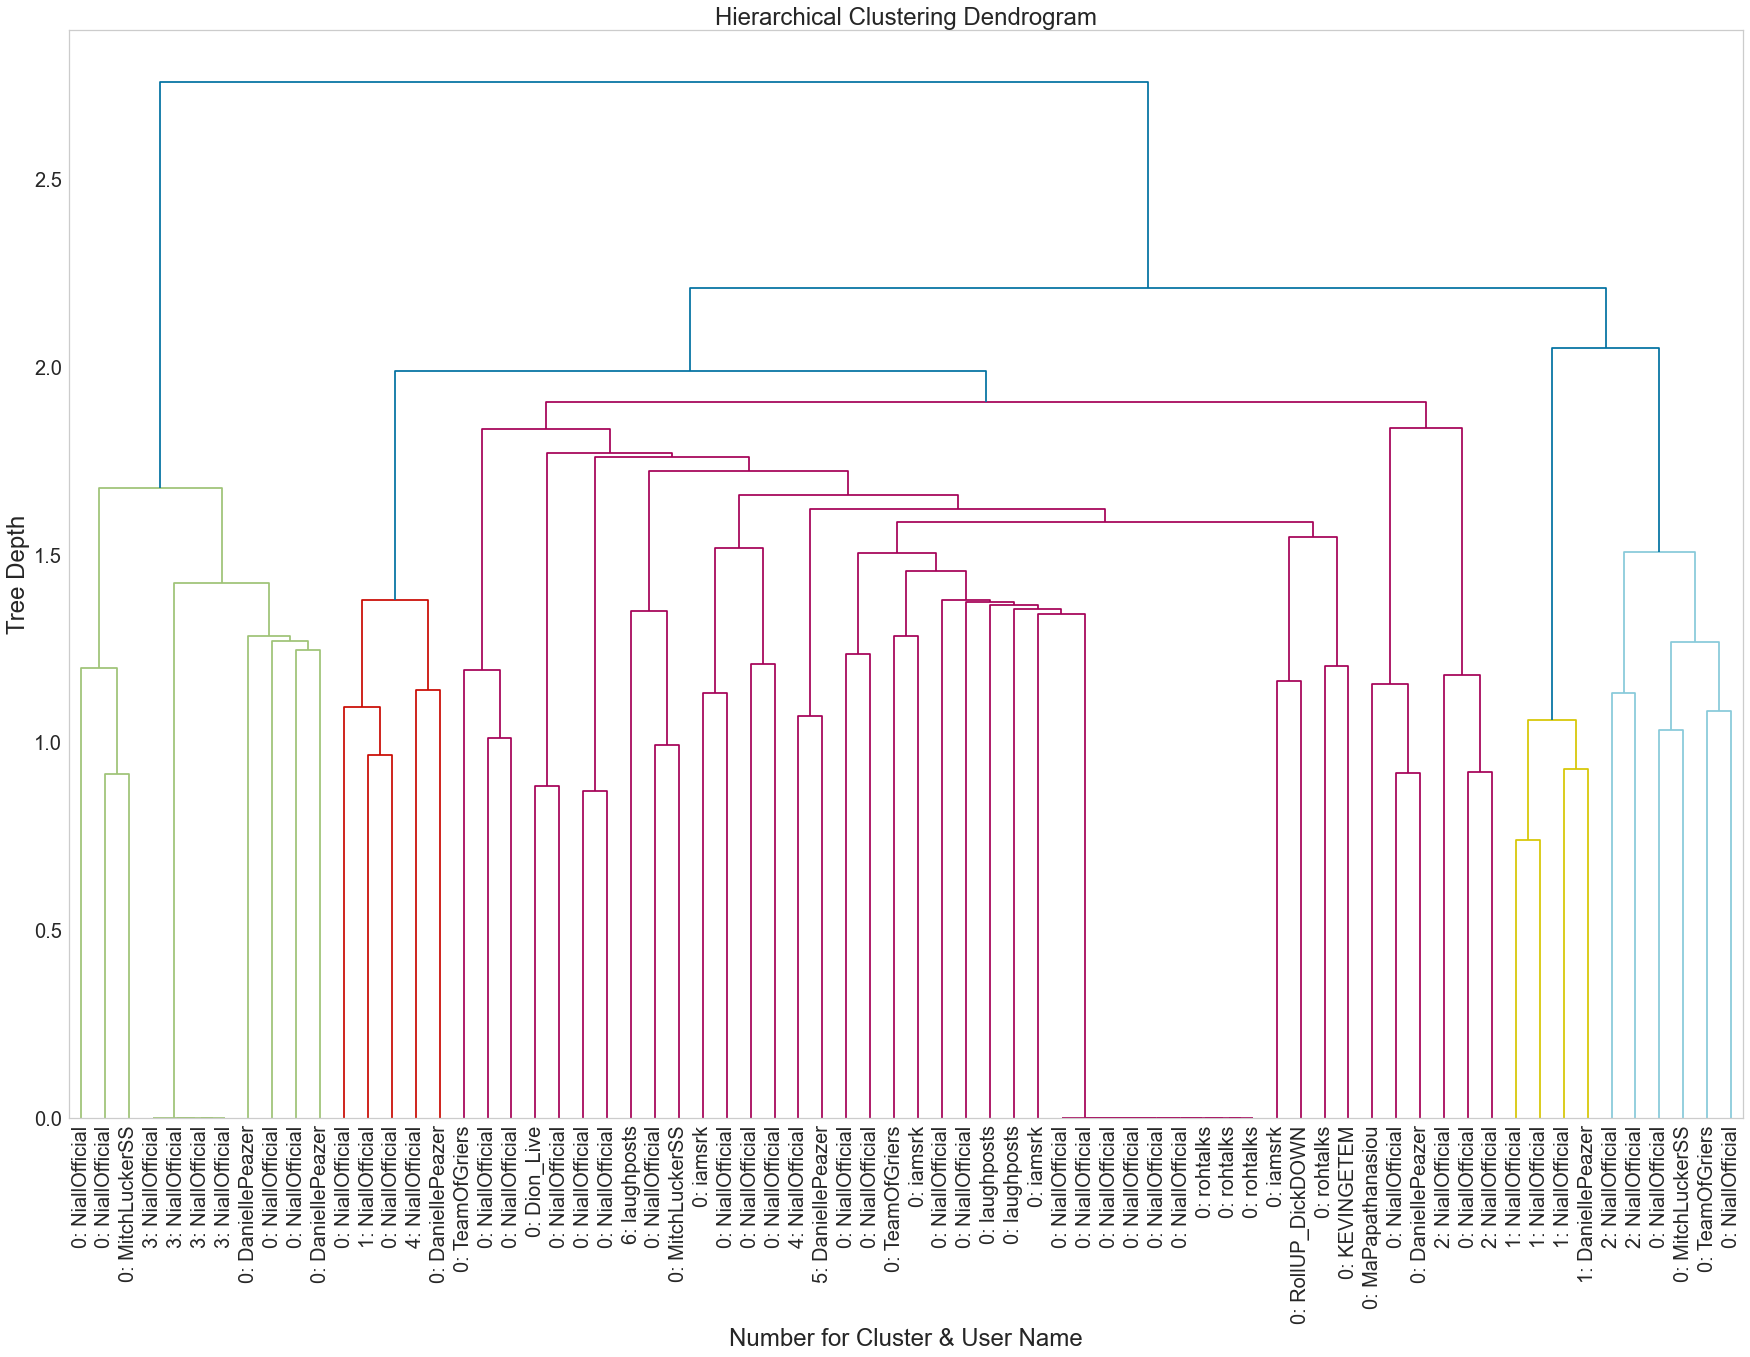 Hierarchical Clustering Dendrogram
Tree Depth
2.5
2.0
1.5
1.0
0.5
0.0
0: NiallOfficial
0: NiallOfficial
0: MitchLuckerSS
3: NiallOfficial
3: NiallOfficial
3: NiallOfficial
3: NiallOfficial
0: DaniellePeazer
0: NiallOfficial
0: NiallOfficial
0: DaniellePeazer
0: NiallOfficial
1: NiallOfficial
0: NiallOfficial
4: NiallOfficial
0: DaniellePeazer
0: TeamOfGriers
0: NiallOfficial
0: NiallOfficial
0: Dion_Live
0: NiallOfficial
0: NiallOfficial
0: NiallOfficial
6: laughposts
0: NiallOfficial
0: MitchLuckerSS
0: iamsrk
0: NiallOfficial
0: NiallOfficial
0: NiallOfficial
4: NiallOfficial
5: DaniellePeazer
0: NiallOfficial
0: NiallOfficial
0: TeamOfGriers
0: iamsrk
0: NiallOfficial
0: NiallOfficial
0: laughposts
0: laughposts
0: iamsrk
0: NiallOfficial
0: NiallOfficial
0: NiallOfficial
0: NiallOfficial
0: NiallOfficial
0: NiallOfficial
0: rohtalks
0: rohtalks
0: rohtalks
0: iamsrk
0: RollUP_DickDOWN
0: rohtalks
0: KEVINGETEM
0: MaPapathanasiou
0: NiallOfficial
0: DaniellePeazer
2: NiallOfficial
0: NiallOfficial
2: NiallOfficial
1: NiallOfficial
1: NiallOfficial
1: NiallOfficial
1: DaniellePeazer
2: NiallOfficial
2: NiallOfficial
0: NiallOfficial
0: MitchLuckerSS
0: TeamOfGriers
0: NiallOfficial
Number for Cluster & User Name